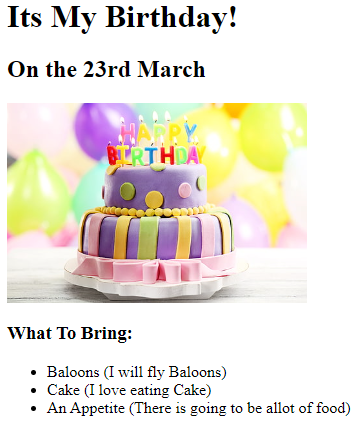 Its My Birthday!
On the 23rd March
HAPPY
BIRTHDAY
What To Bring:
Baloons (I will fly Baloons)
Cake (I love eating Cake)
An Appetite (There is going to be allot of food)